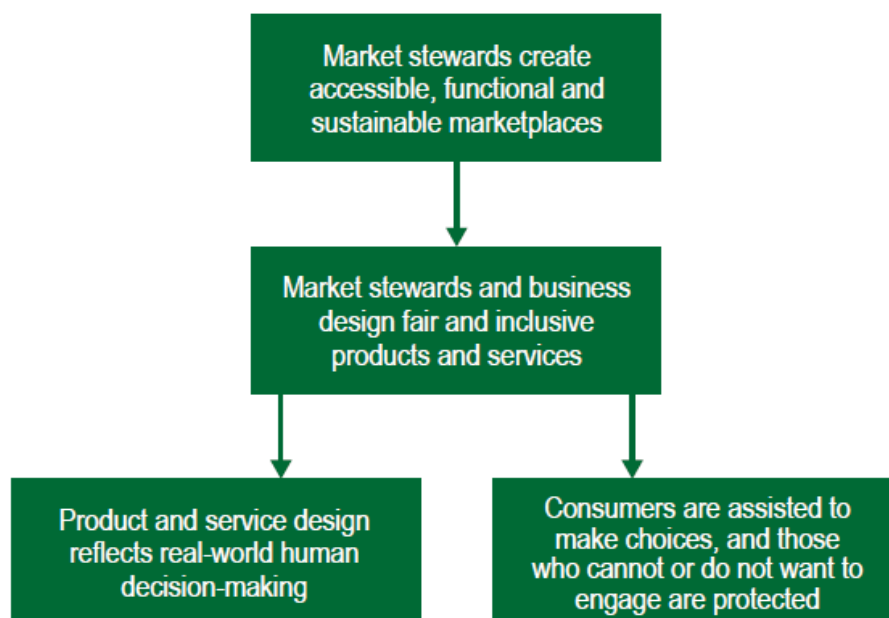 Market stewards create
accessible, functional and
sustainable marketplaces
Market stewards and business
design fair and inclusive
products and services
Product and service design
reflects real-world human
decision-making
Consumers are assisted to
make choices, and those
who cannot or do not want to
engage are protected